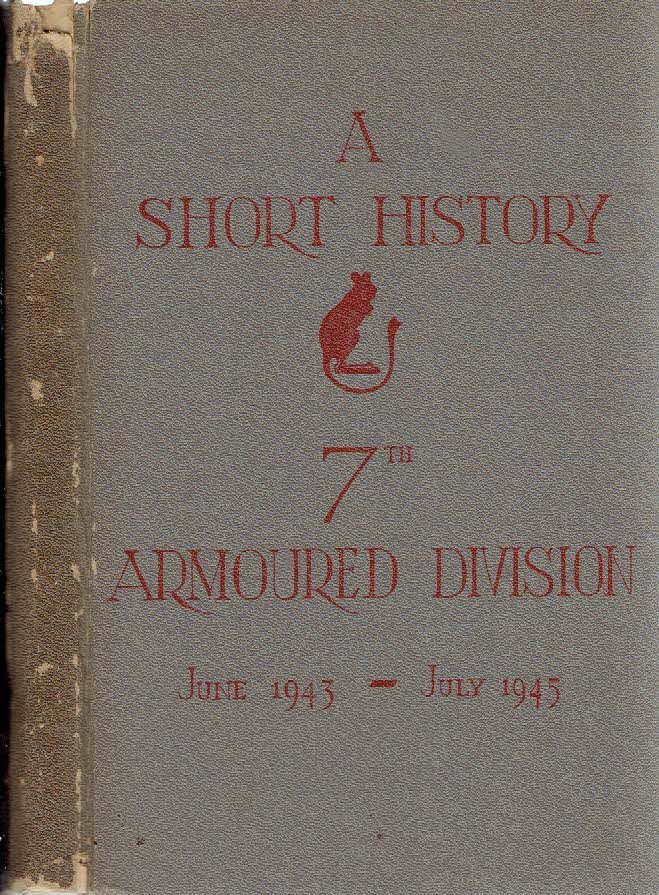 A
SHORT HISTORY
7TH
ARMOURED DIVISION
JUNE 1943 - JULY 1945